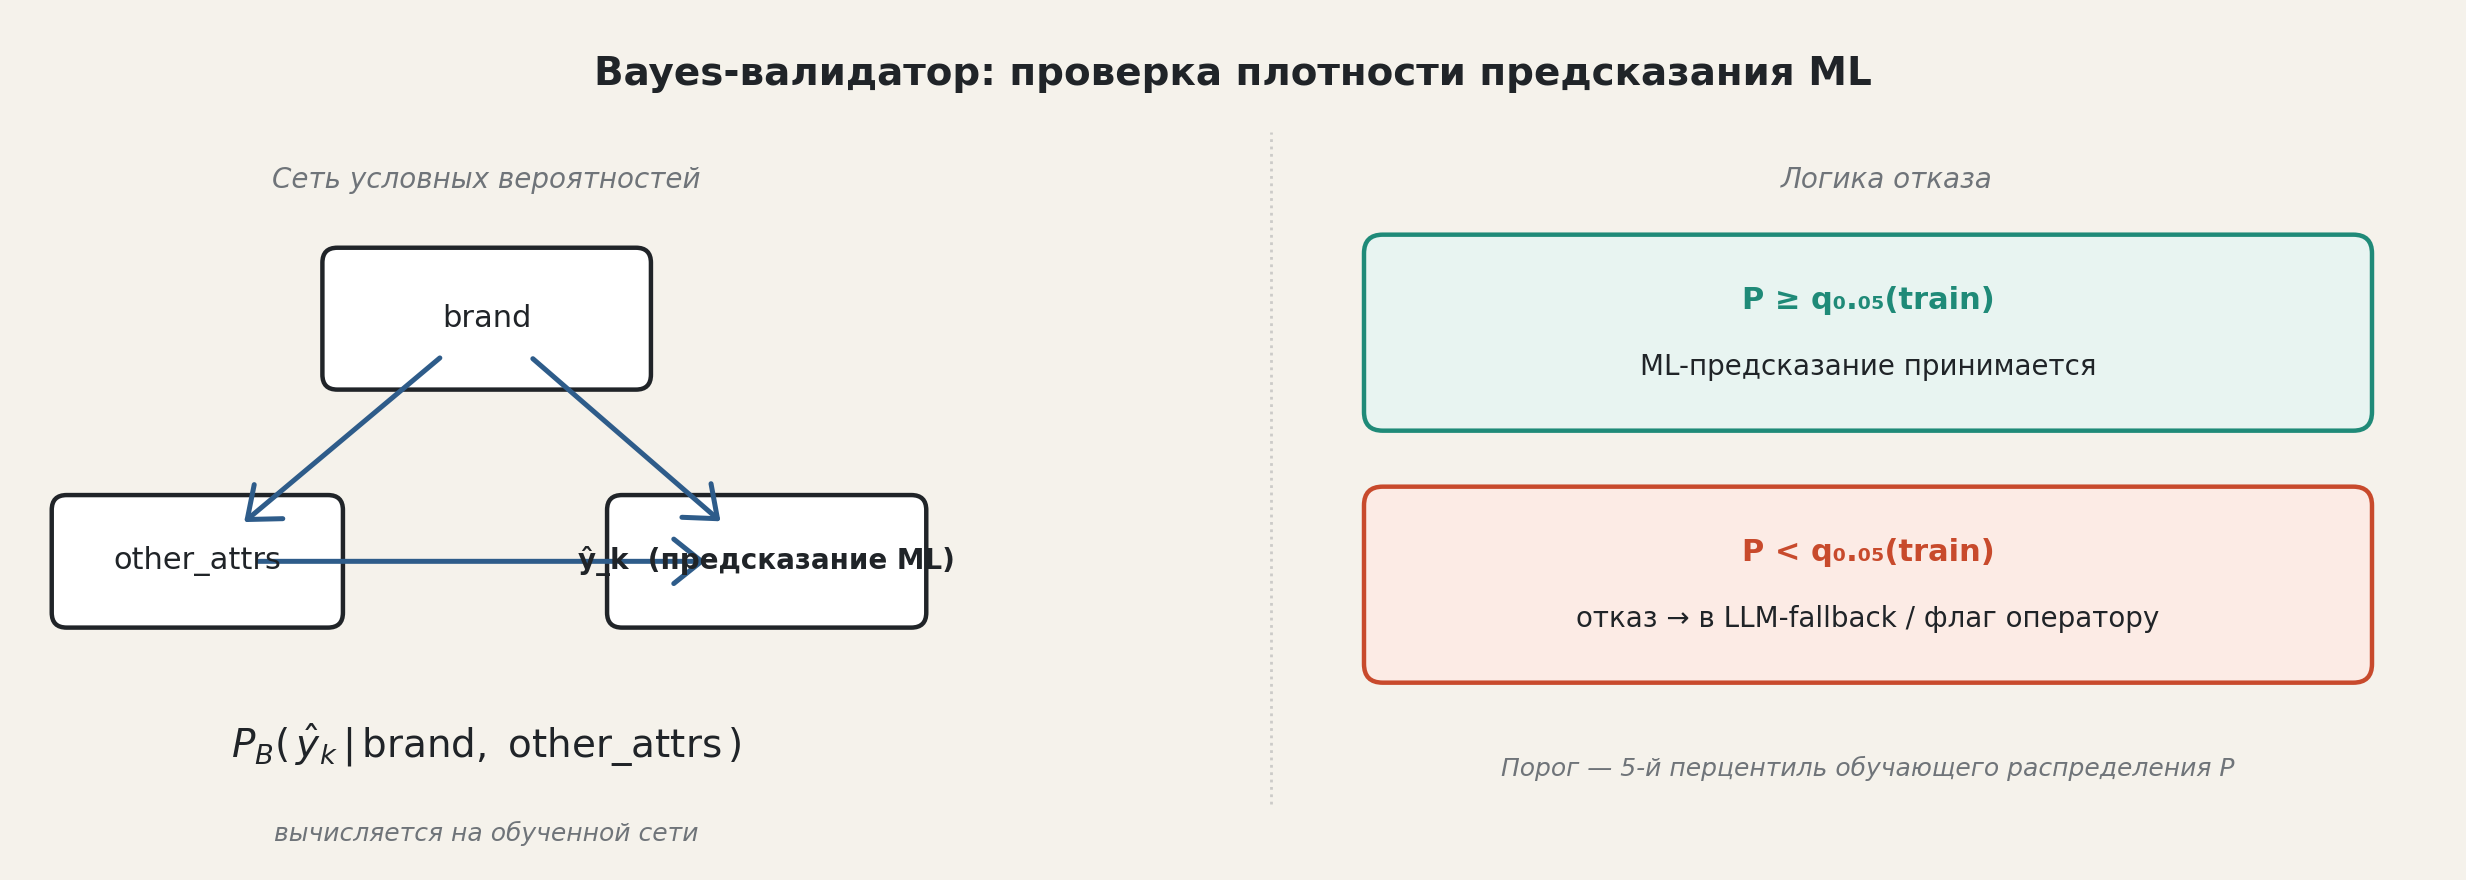 Bayes-валидатор: проверка плотности предсказания ML
Сеть условных вероятностей
brand
other_attrs
ŷ_k (предсказание ML)
P_B( ŷ_k | brand, other_attrs )
вычисляется на обученной сети
Логика отказа
P ≥ q₀.₀₅(train)
ML-предсказание принимается
P < q₀.₀₅(train)
отказ → в LLM-fallback / флаг оператору
Порог — 5-й перцентиль обучающего распределения P